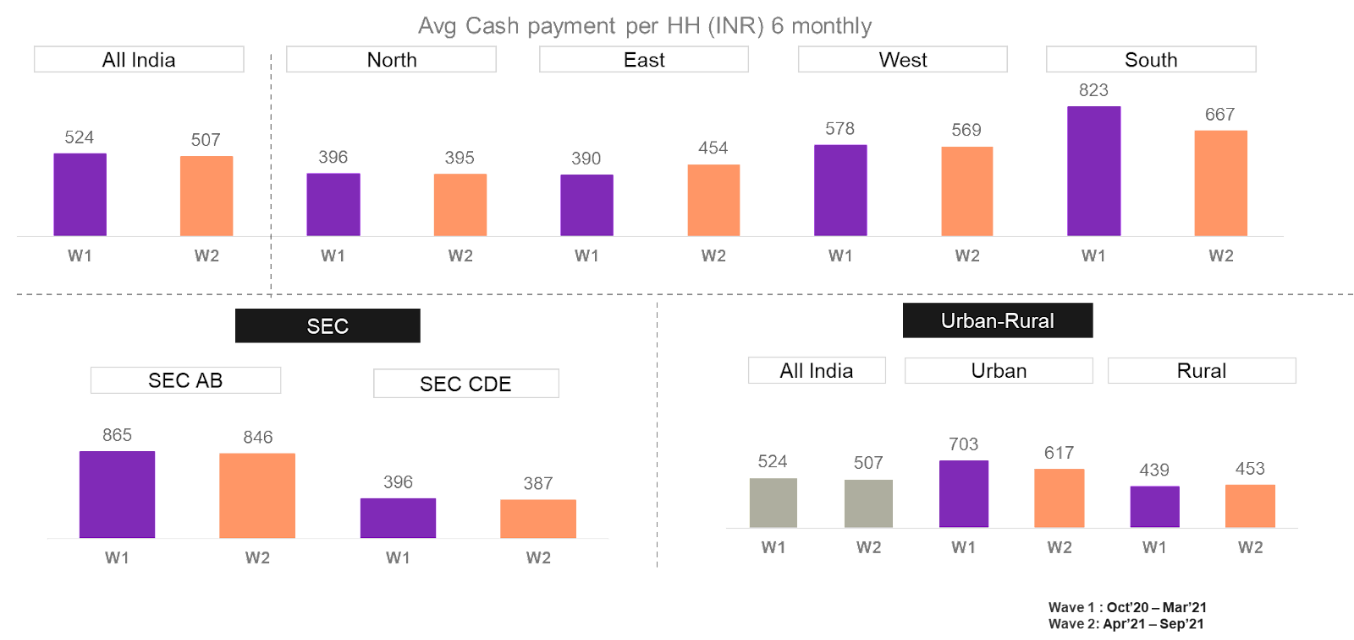 Avg Cash payment per HH (INR) 6 monthly
All India North East West South
524 507 396 395 390 454 578 569 823 667
W1 W2 W1 W2 W1 W2 W1 W2 W1 W2
SEC
SEC AB SEC CDE
865 846 396 387
W1 W2 W1 W2
Urban-Rural
All India Urban Rural
524 507 703 617 439 453
W1 W2 W1 W2 W1 W2
Wave 1 : Oct'20 – Mar'21
Wave 2: Apr'21 – Sep'21